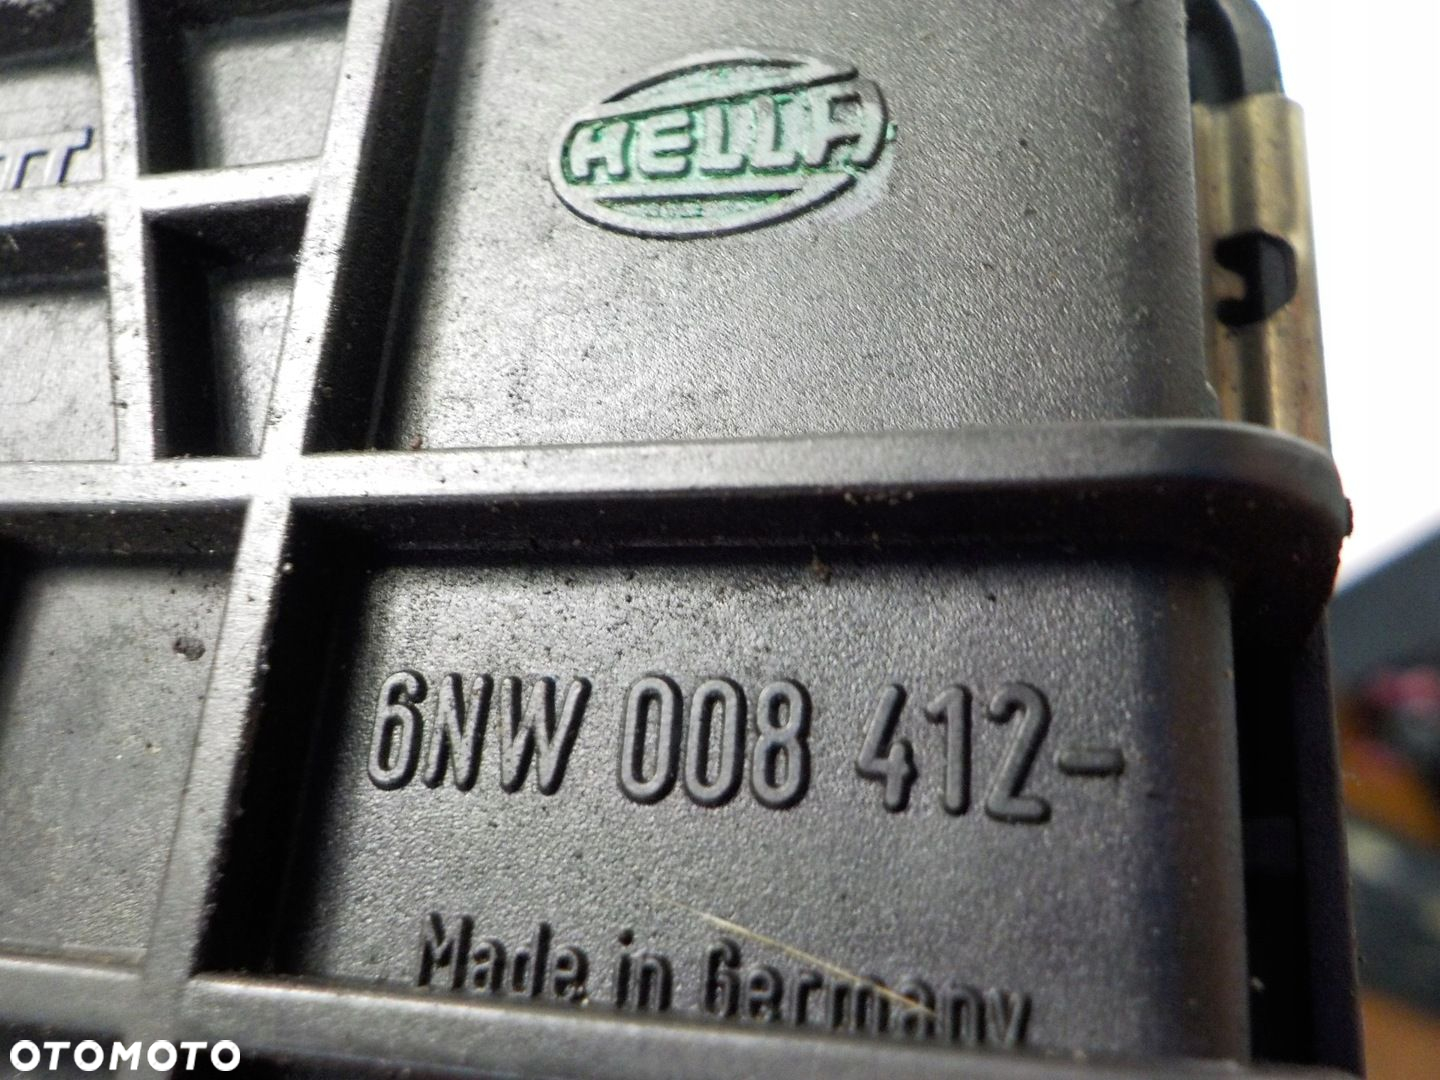 HELLA
6NW 008 412-
Made in Germany
OTOMOTO